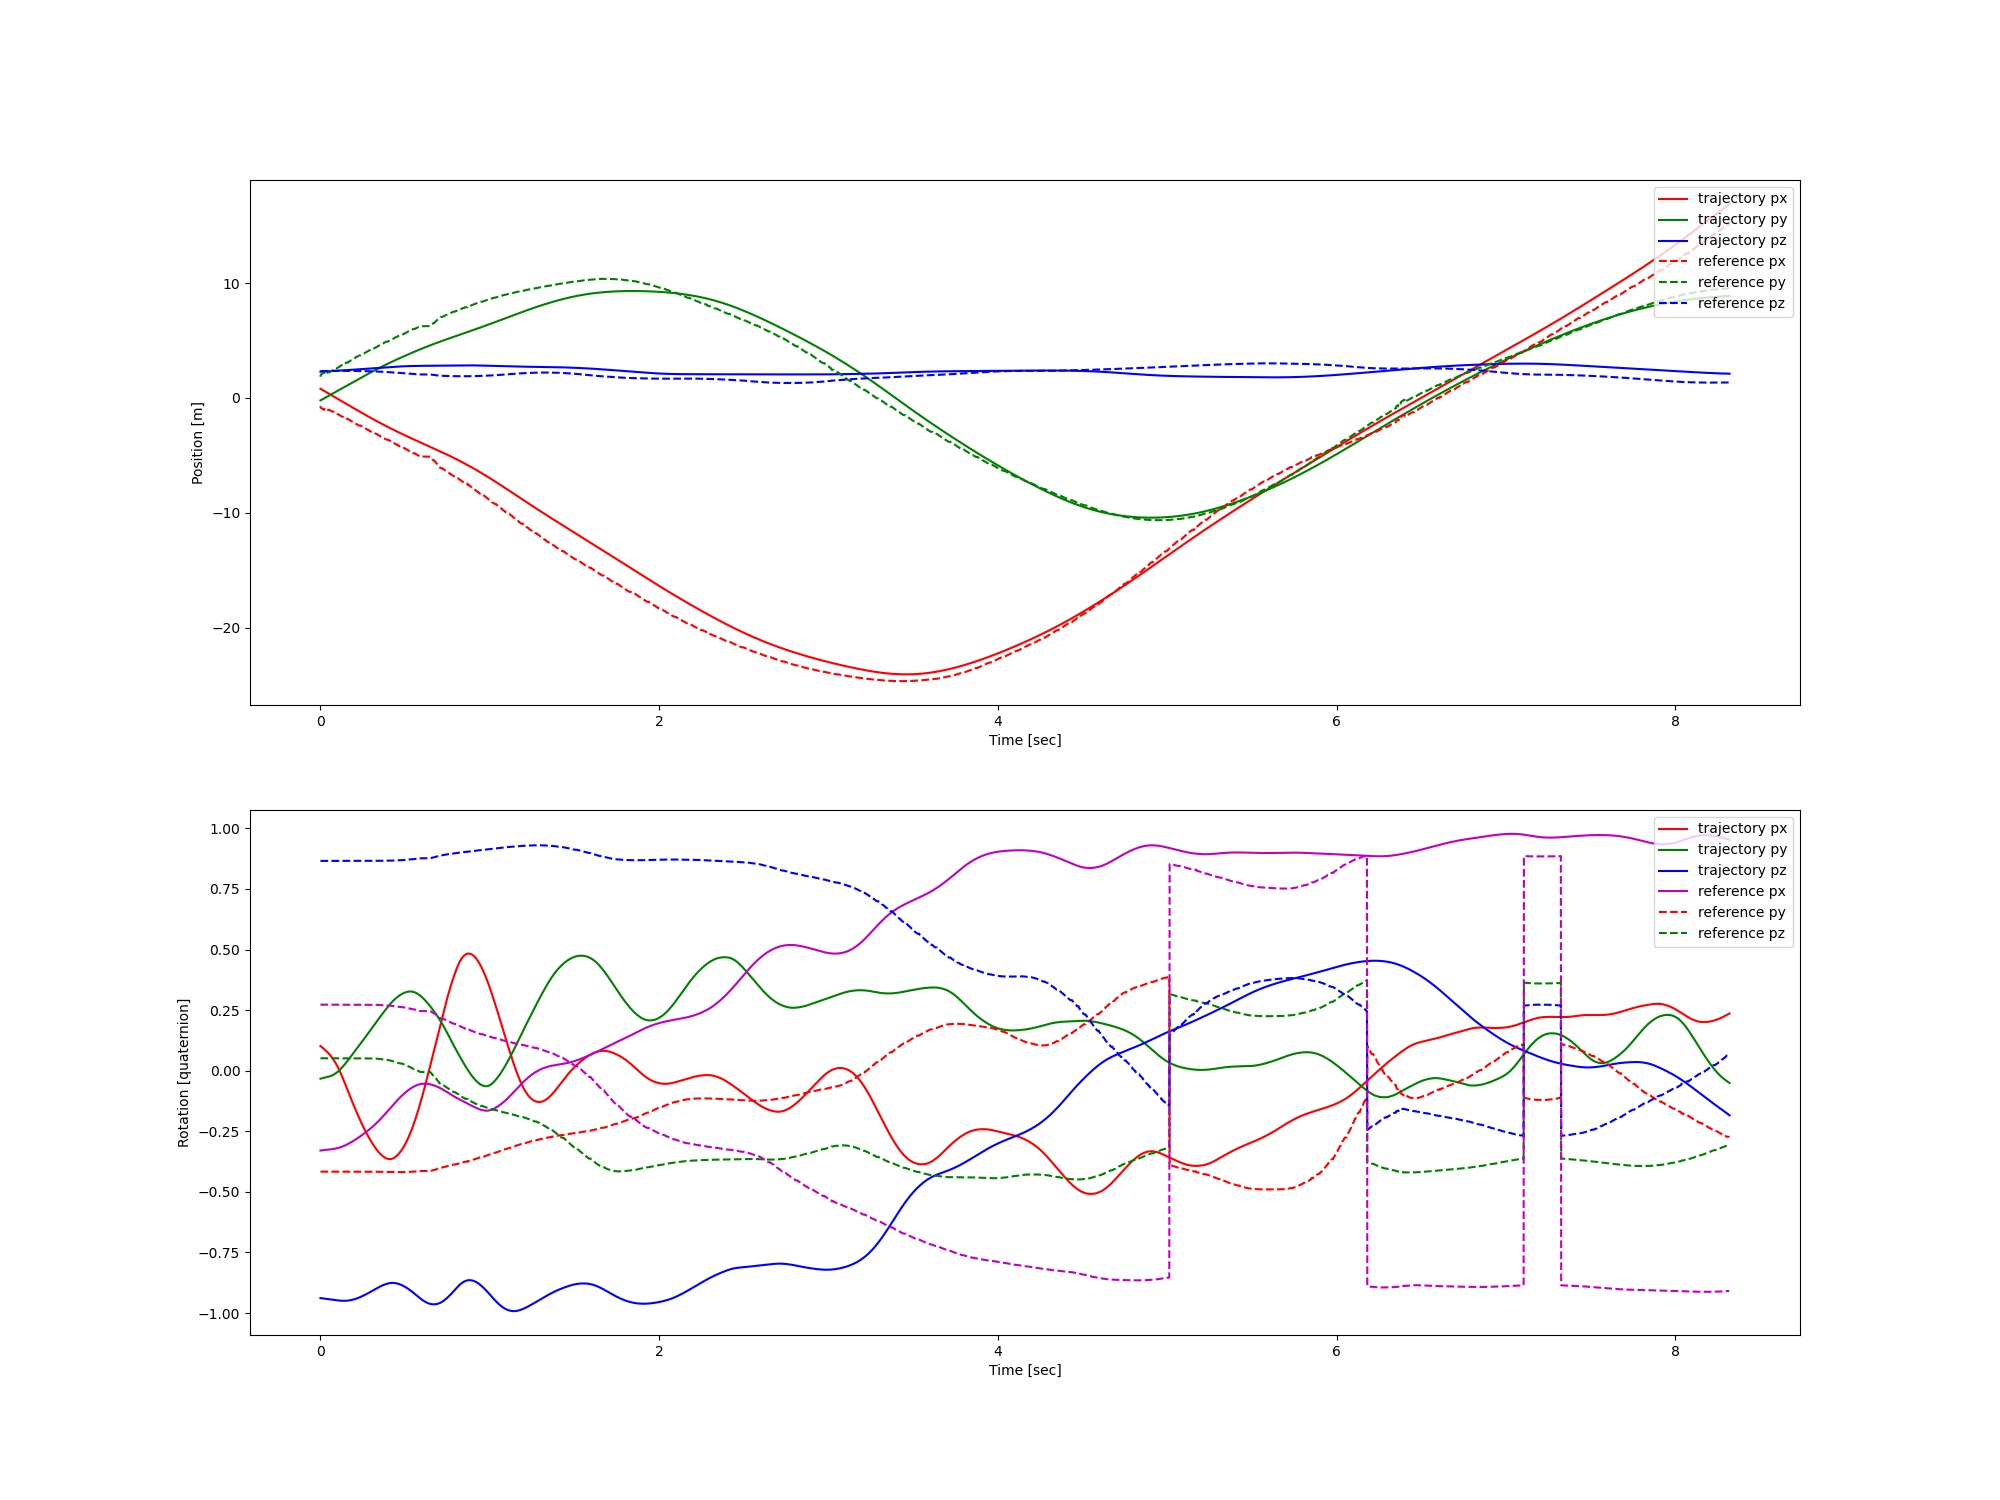 10
0
−10
−20
Position [m]
0 2 4 6 8
Time [sec]
trajectory px
trajectory py
trajectory pz
reference px
reference py
reference pz
1.00
0.75
0.50
0.25
0.00
−0.25
−0.50
−0.75
−1.00
Rotation [quaternion]
0 2 4 6 8
Time [sec]
trajectory px
trajectory py
trajectory pz
reference px
reference py
reference pz